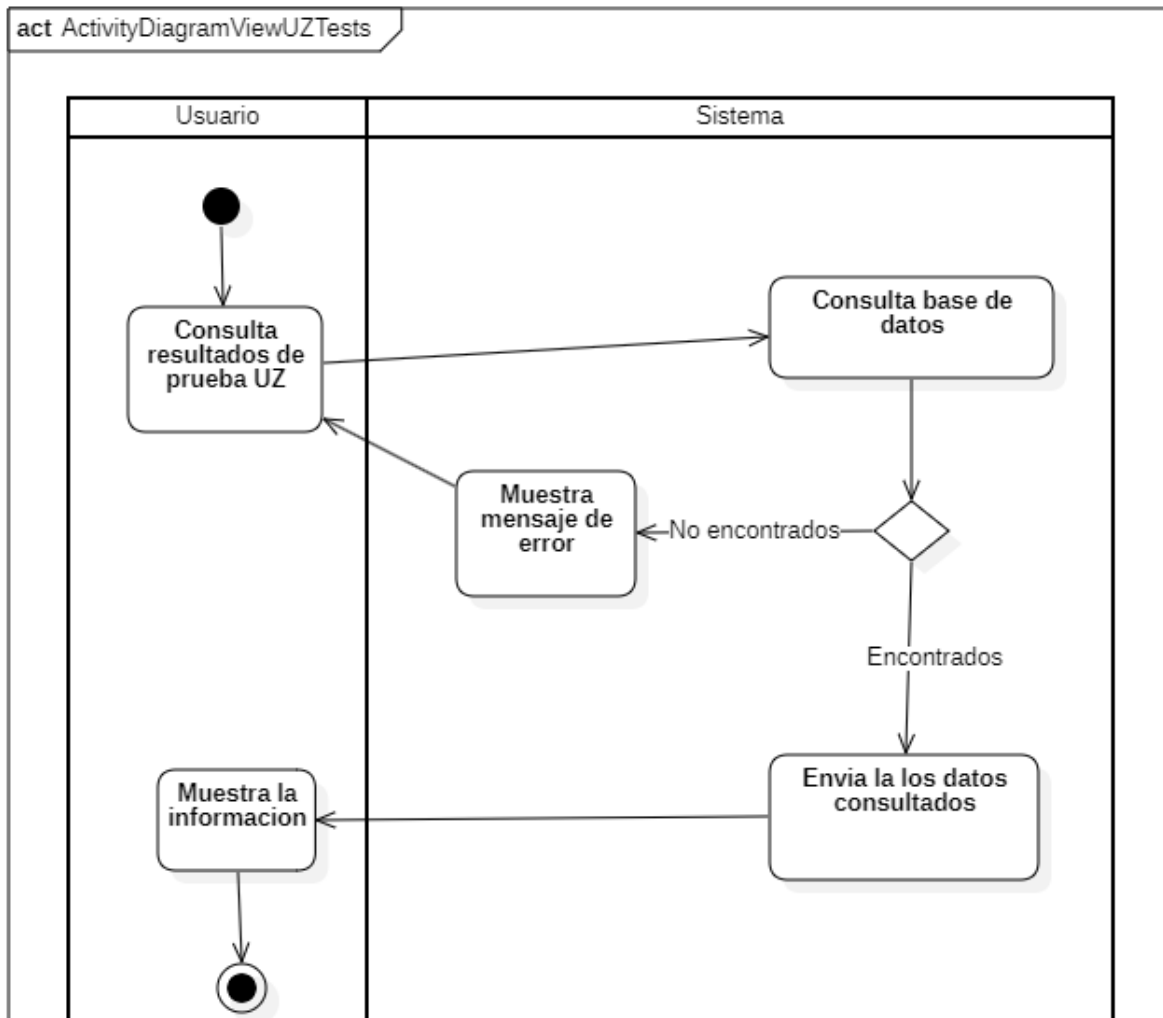 act ActivityDiagramViewUZTests
Usuario
Sistema
Consulta
resultados de
prueba UZ
Consulta base de
datos
Muestra
mensaje de
error
No encontrados
Encontrados
Muestra la
informacion
Envia la los datos
consultados